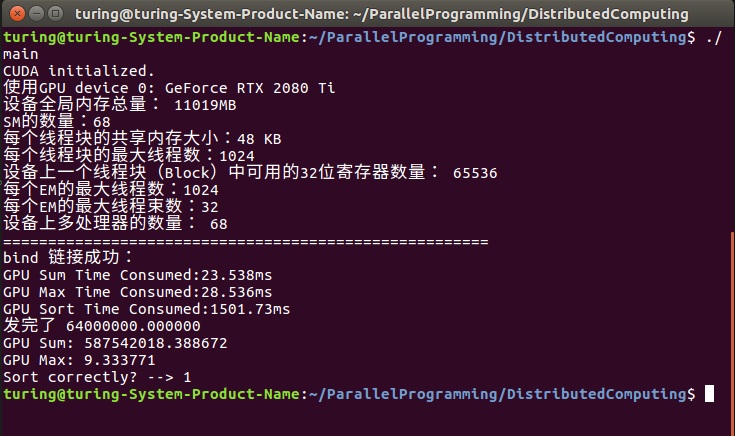 turing@turing-System-Product-Name: ~/ParallelProgramming/DistributedComputing
turing@turing-System-Product-Name:~/ParallelProgramming/DistributedComputing$ ./
main
CUDA initialized.
使用GPU device 0: GeForce RTX 2080 Ti
设备全局内存总量： 11019MB
SM的数量：68
每个线程块的共享内存大小：48 KB
每个线程块的最大线程数：1024
设备上一个线程块（Block）中可用的32位寄存器数量： 65536
每个EM的最大线程数：1024
每个EM的最大线程束数：32
设备上多处理器的数量： 68
======================================================
bind 链接成功：
GPU Sum Time Consumed:23.538ms
GPU Max Time Consumed:28.536ms
GPU Sort Time Consumed:1501.73ms
发完了 64000000.000000
GPU Sum: 587542018.388672
GPU Max: 9.333771
Sort correctly? --> 1
turing@turing-System-Product-Name:~/ParallelProgramming/DistributedComputing$